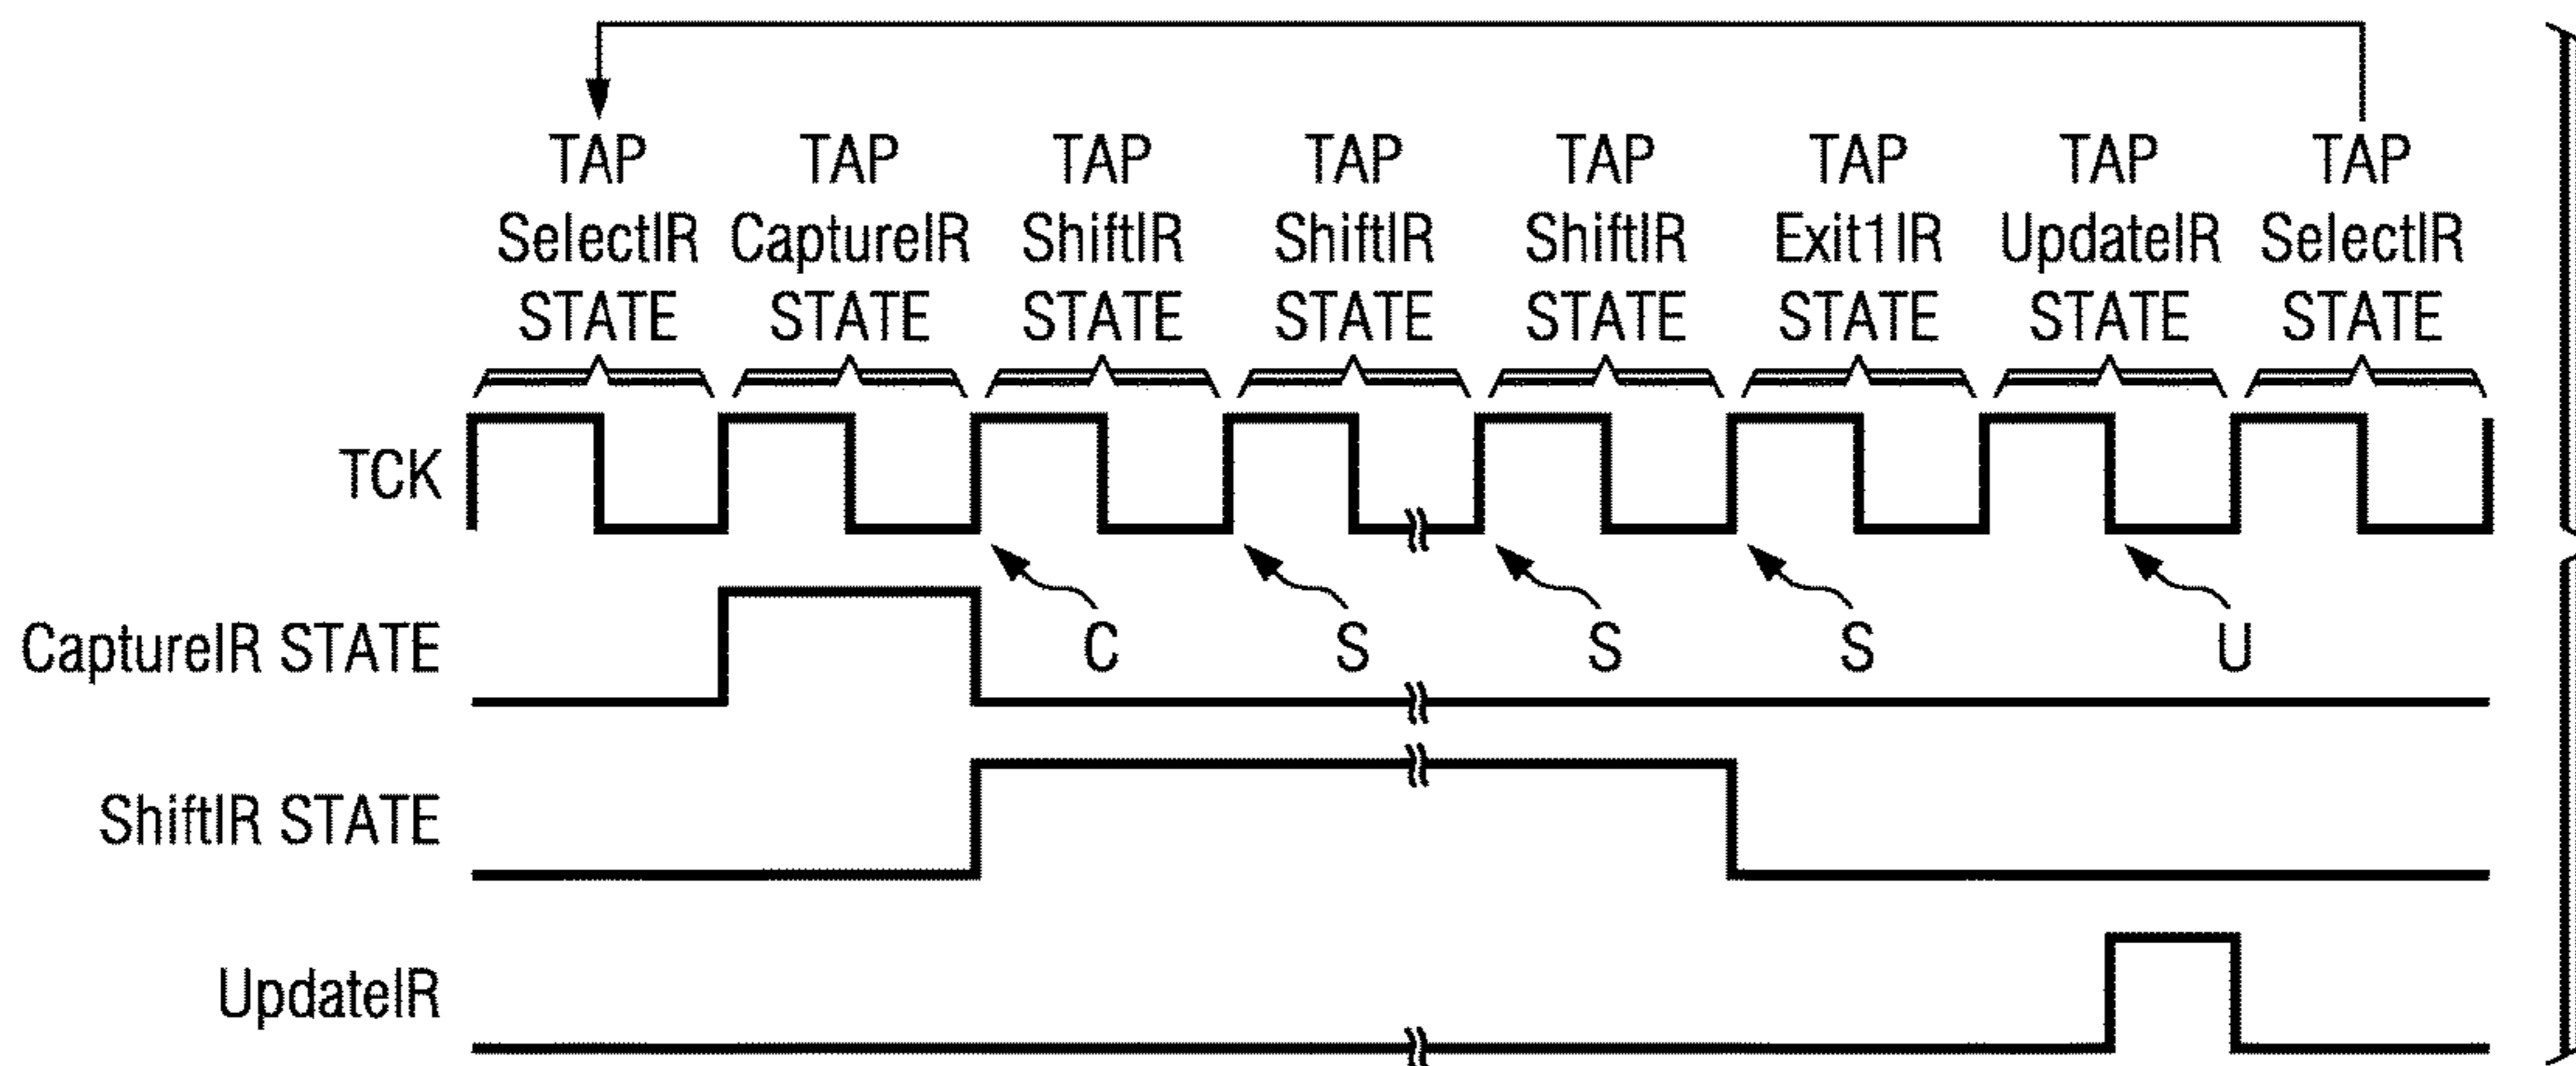 TAP TAP TAP TAP TAP TAP TAP TAP
SelectIR CaptureIR ShiftIR ShiftIR ShiftIR Exit1IR UpdateIR SelectIR
STATE STATE STATE STATE STATE STATE STATE STATE
TCK
C S S S U
CaptureIR STATE
ShiftIR STATE
UpdateIR